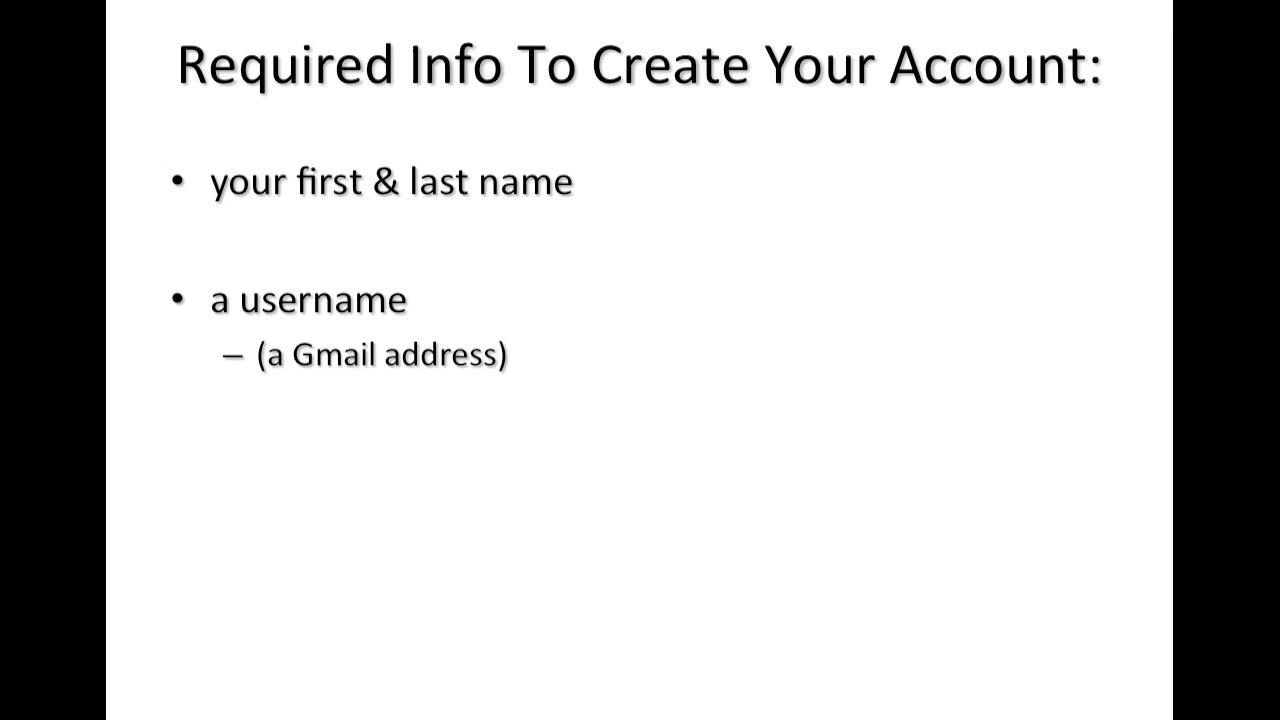 Required Info To Create Your Account:
• your first & last name
• a username
– (a Gmail address)